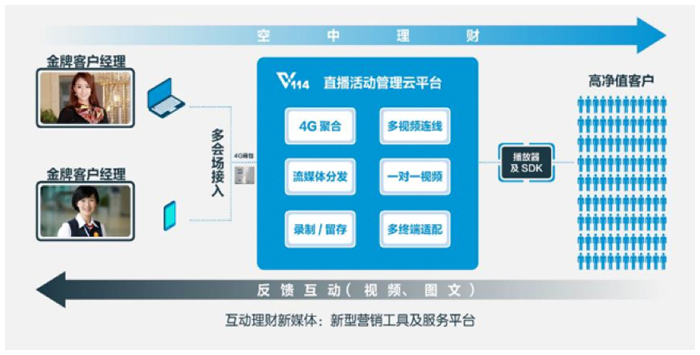 空中理财
金牌客户经理
金牌客户经理
多会场接入
4G背包
V114 直播活动管理云平台
4G 聚合
多视频连线
流媒体分发
一对一视频
录制 / 留存
多终端适配
播放器
及 SDK
高净值客户
反馈互动( 视频、图文)
互动理财新媒体：新型营销工具及服务平台